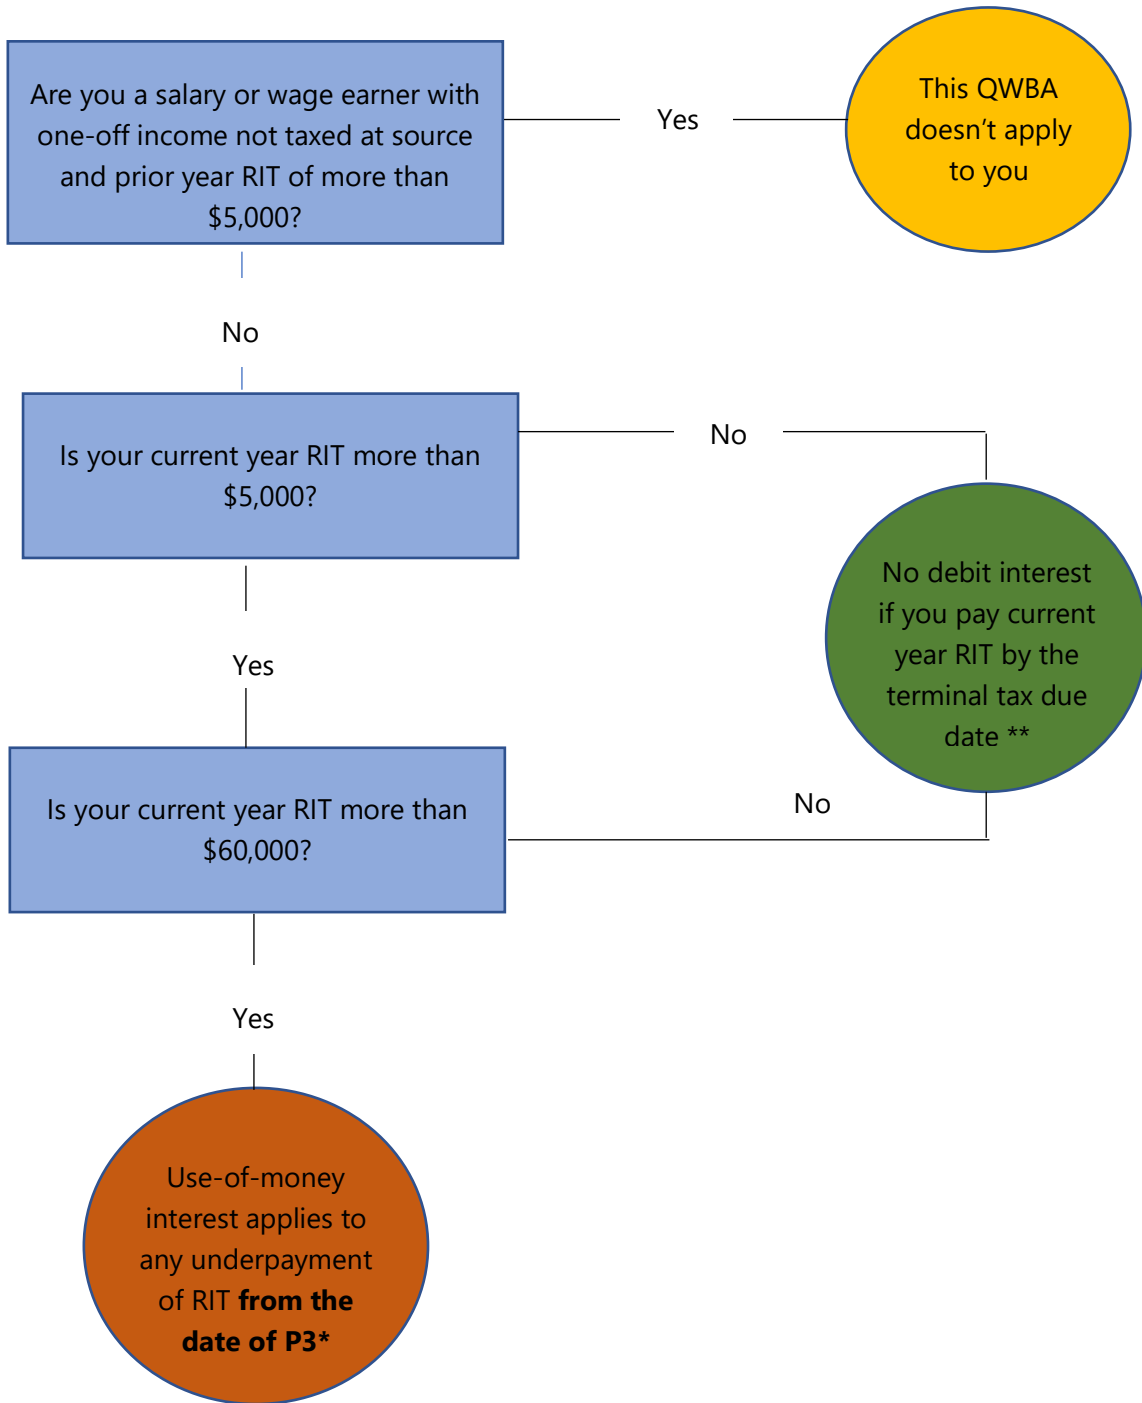 Are you a salary or wage earner with
one-off income not taxed at source
and prior year RIT of more than
$5,000?
Yes
This QWBA
doesn’t apply
to you
No
Is your current year RIT more than
$5,000?
No
No debit interest
if you pay current
year RIT by the
terminal tax due
date **
Yes
Is your current year RIT more than
$60,000?
No
Yes
Use-of-money
interest applies to
any underpayment
of RIT from the
date of P3*